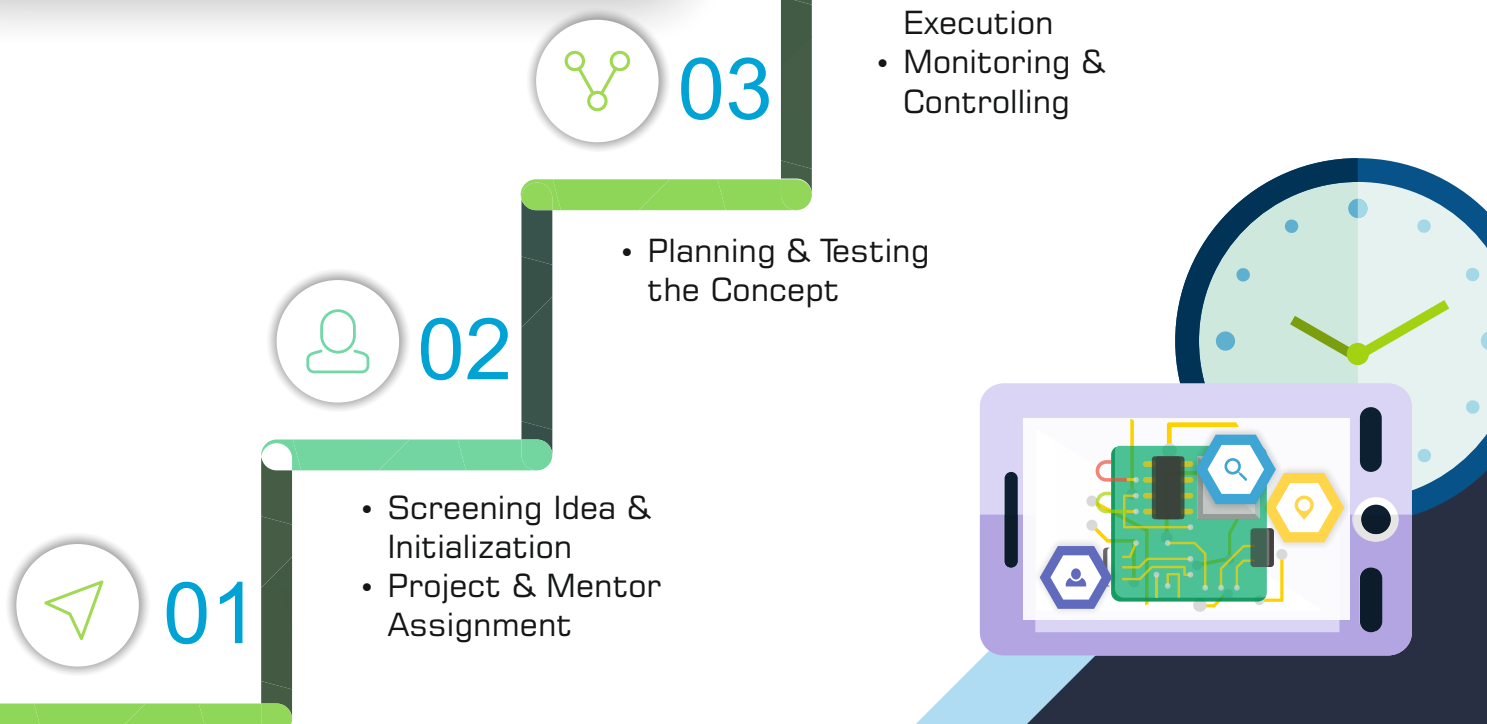 01
• Screening Idea &
Initialization
• Project & Mentor
Assignment
02
• Planning & Testing
the Concept
03
Execution
• Monitoring &
Controlling